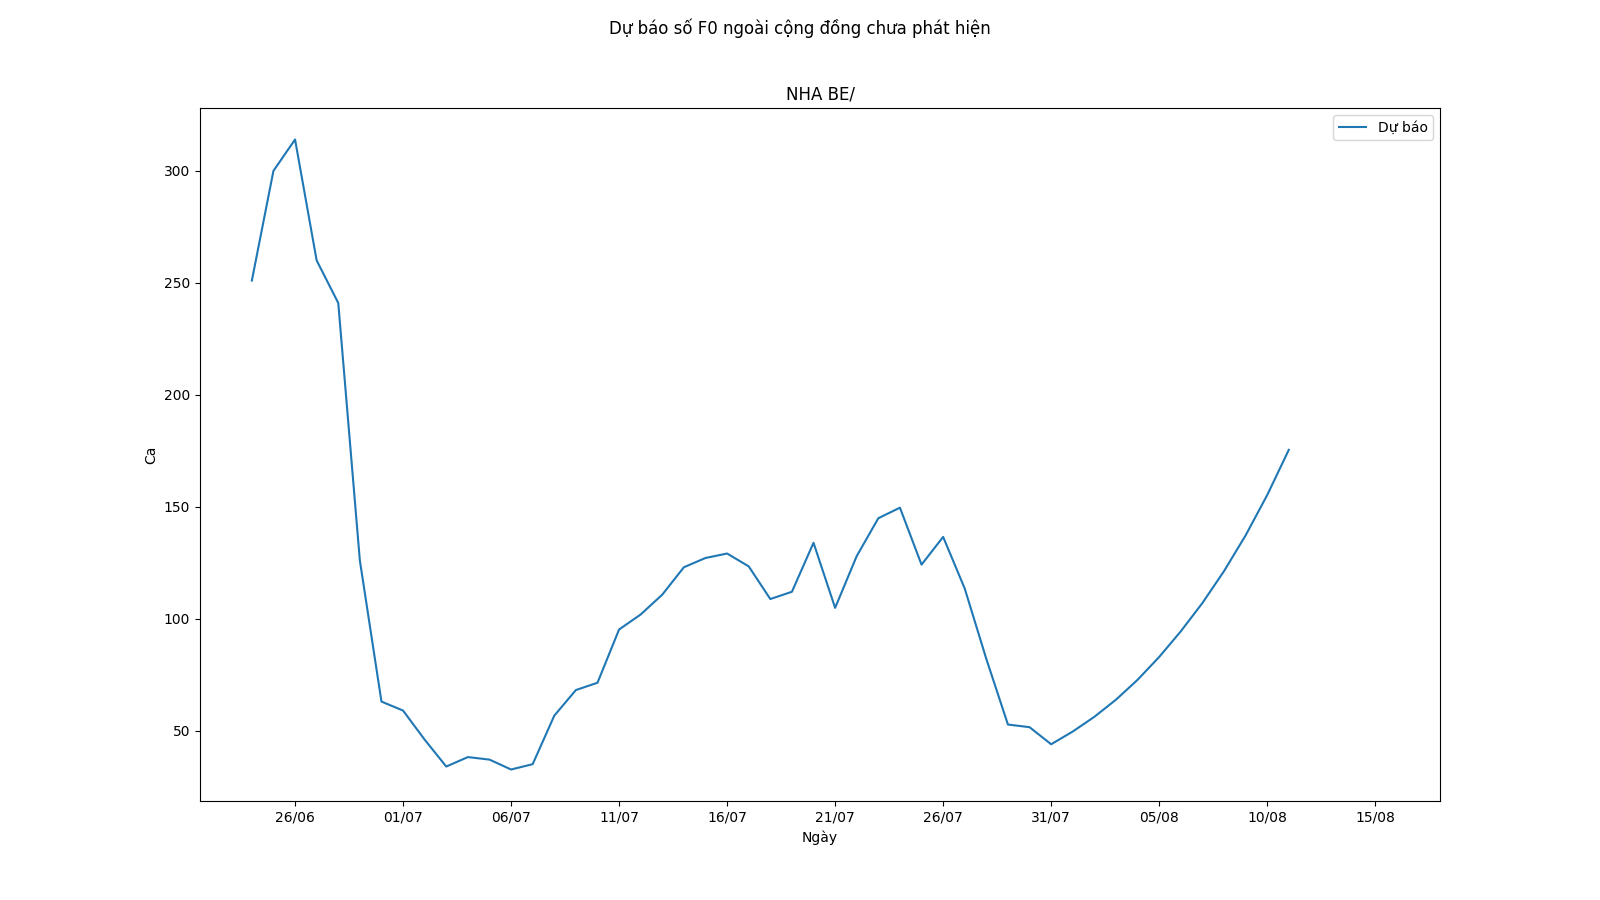 Dự báo số F0 ngoài cộng đồng chưa phát hiện
NHA BE/
Dự báo
300
250
200
150
100
50
Ca
26/06 01/07 06/07 11/07 16/07 21/07 26/07 31/07 05/08 10/08 15/08
Ngày